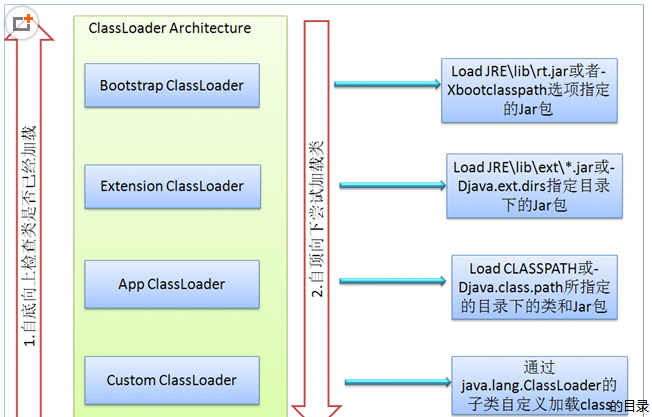 ClassLoader Architecture
1.自底向上检查类是否已经加载
2.自顶向下尝试加载类
Bootstrap ClassLoader
Load JRE\lib\rt.jar或者-
Xbootclasspath选项指定
的Jar包
Extension ClassLoader
Load JRE\lib\ext\*.jar或-
Djava.ext.dirs指定目录
下的Jar包
App ClassLoader
Load CLASSPATH或-
Djava.class.path所指定
的目录下的类和Jar包
Custom ClassLoader
通过
java.lang.ClassLoader的
子类自定义加载class的目录